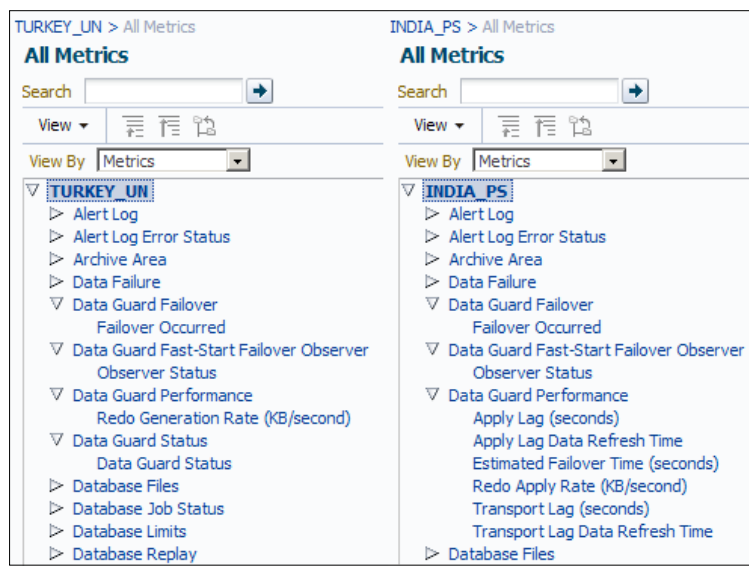 TURKEY_UN > All Metrics
All Metrics
Search
View
View By Metrics
TURKEY_UN
Alert Log
Alert Log Error Status
Archive Area
Data Failure
Data Guard Failover
Failover Occurred
Data Guard Fast-Start Failover Observer
Observer Status
Data Guard Performance
Redo Generation Rate (KB/second)
Data Guard Status
Data Guard Status
Database Files
Database Job Status
Database Limits
Database Replay
INDIA_PS > All Metrics
All Metrics
Search
View
View By Metrics
INDIA_PS
Alert Log
Alert Log Error Status
Archive Area
Data Failure
Data Guard Failover
Failover Occurred
Data Guard Fast-Start Failover Observer
Observer Status
Data Guard Performance
Apply Lag (seconds)
Apply Lag Data Refresh Time
Estimated Failover Time (seconds)
Redo Apply Rate (KB/second)
Transport Lag (seconds)
Transport Lag Data Refresh Time
Database Files